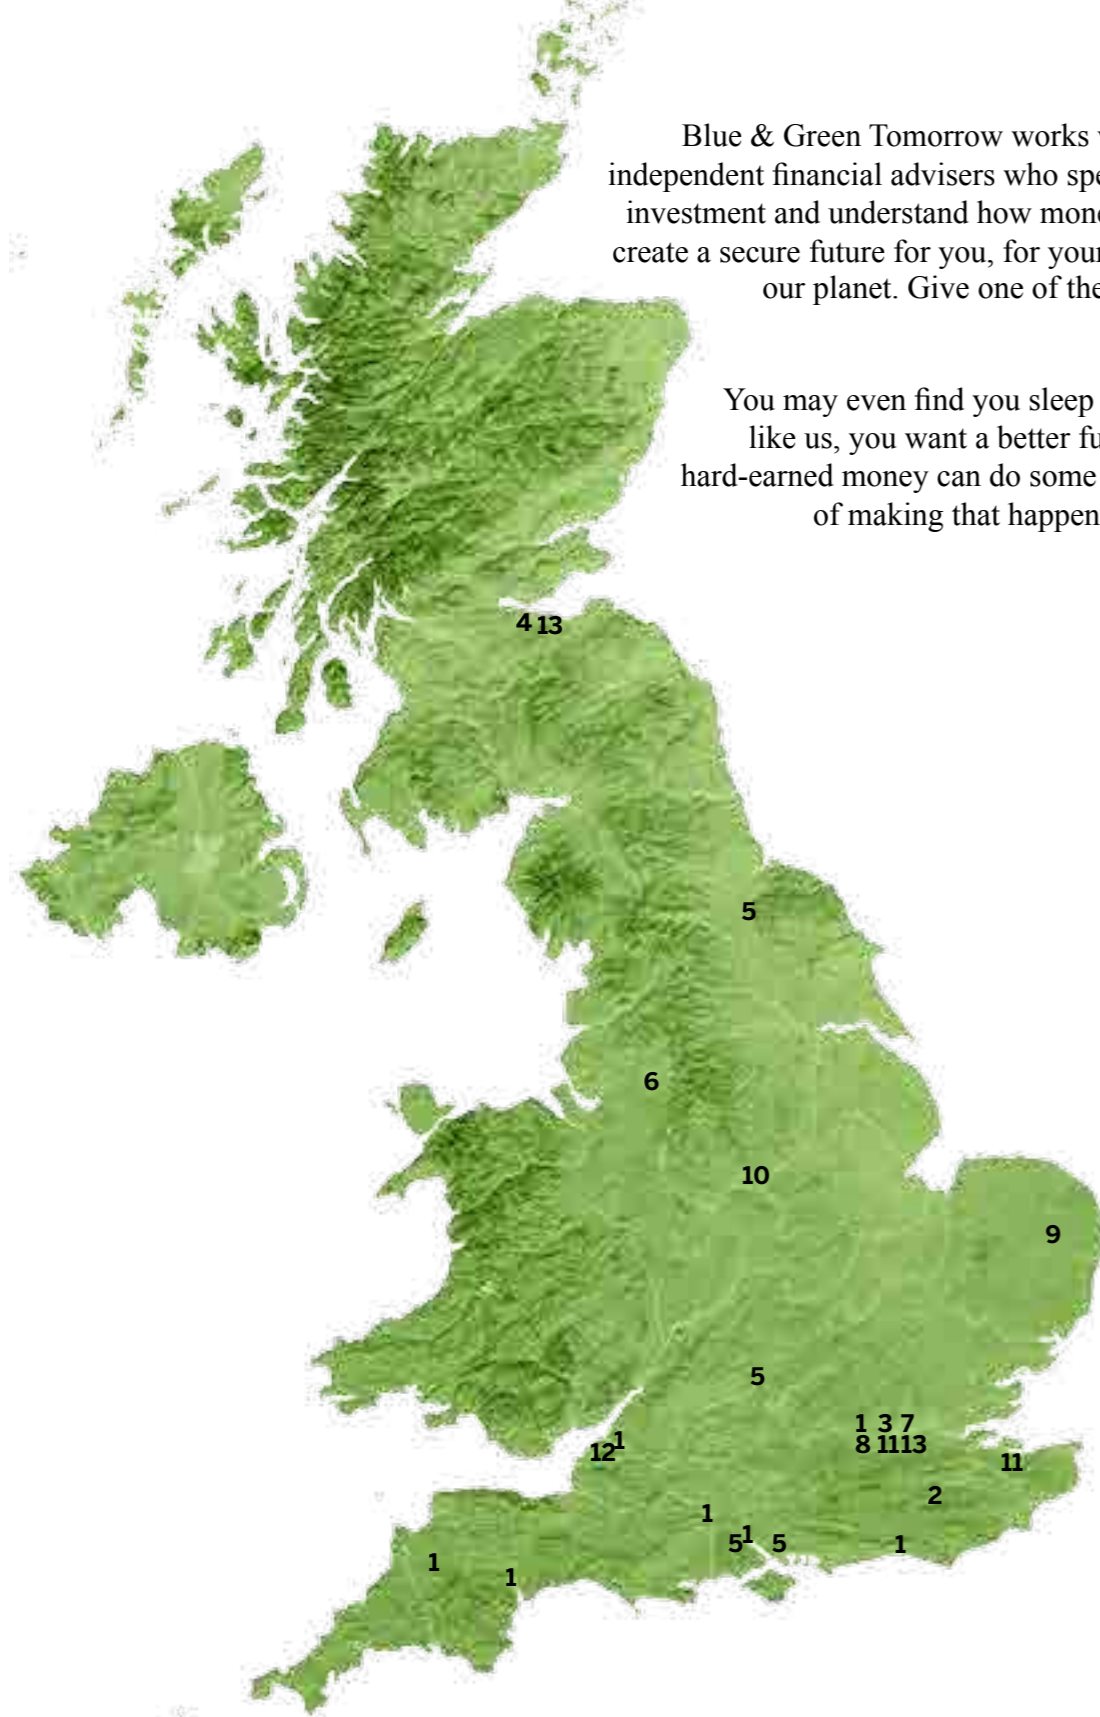 Blue & Green Tomorrow works
independent financial advisers who spe
investment and understand how mone
create a secure future for you, for your
our planet. Give one of the
You may even find you sleep
like us, you want a better fu
hard-earned money can do some
of making that happen
4 13
5
6
10
9
5
1 3 7
8 11 13
12 1
11
2
1
5 1 5
1
1
1